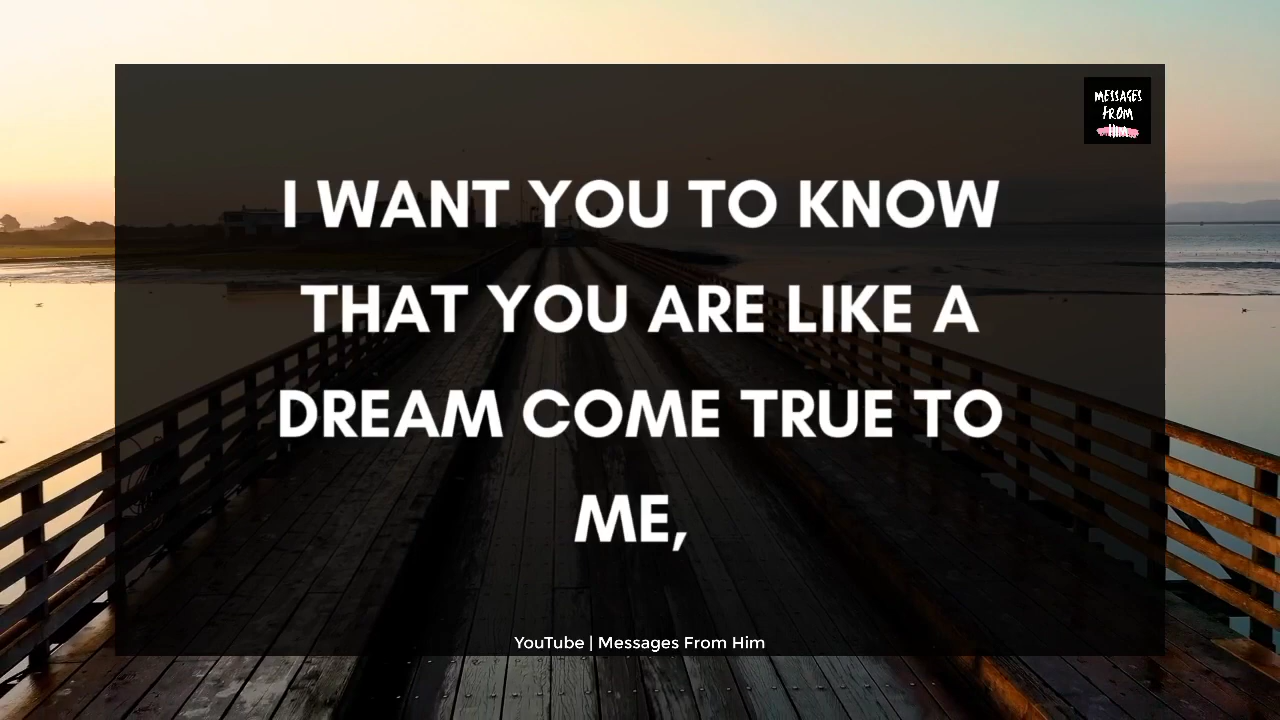 MESSAGES
FROM
HIM
I WANT YOU TO KNOW
THAT YOU ARE LIKE A
DREAM COME TRUE TO
ME,
YouTube | Messages From Him